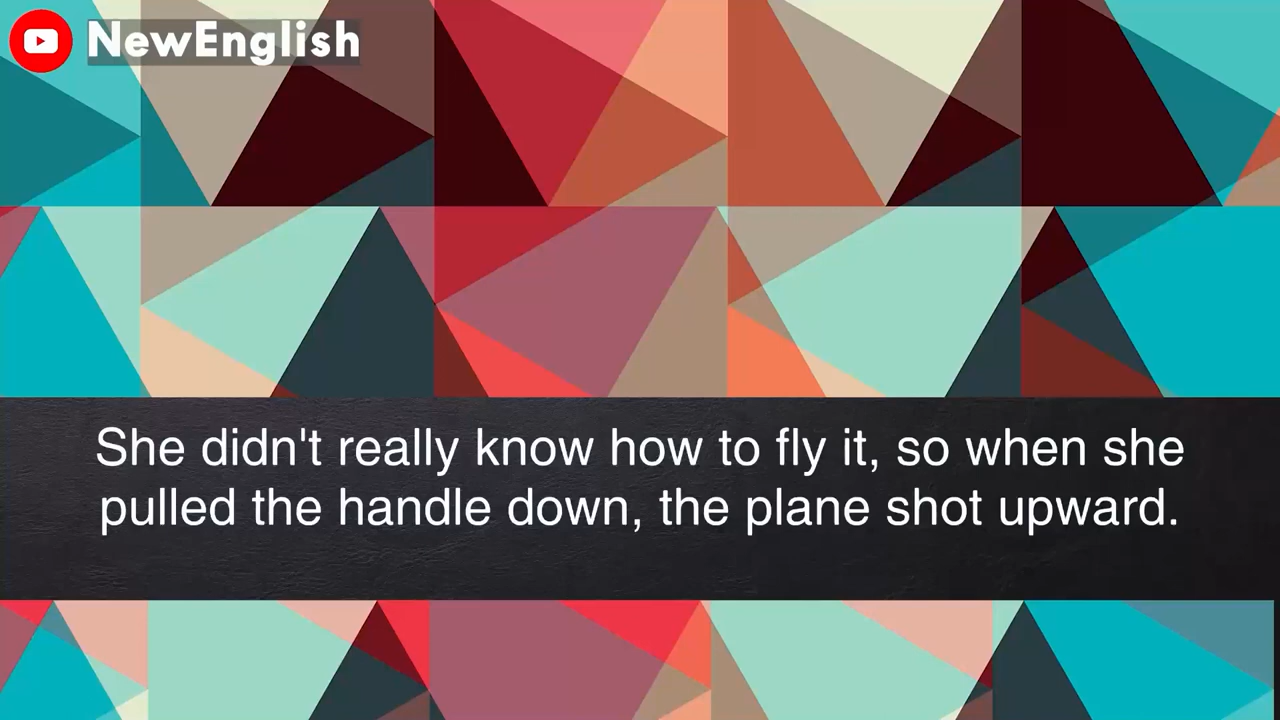 NewEnglish
She didn't really know how to fly it, so when she
pulled the handle down, the plane shot upward.